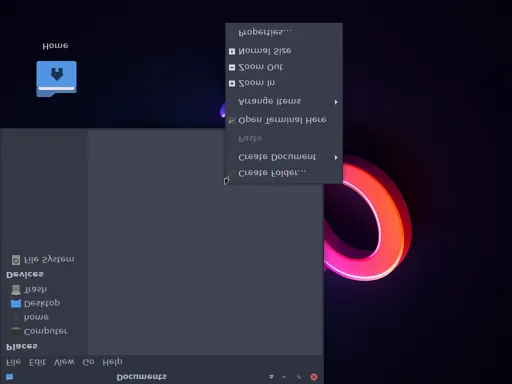 Documents
File Edit View Go Help
Places
Computer
home
Desktop
Trash
Devices
File System
Create Folder...
Create Document
Paste
Open Terminal Here
Arrange Items
Zoom In
Zoom Out
Normal Size
Properties...
Home